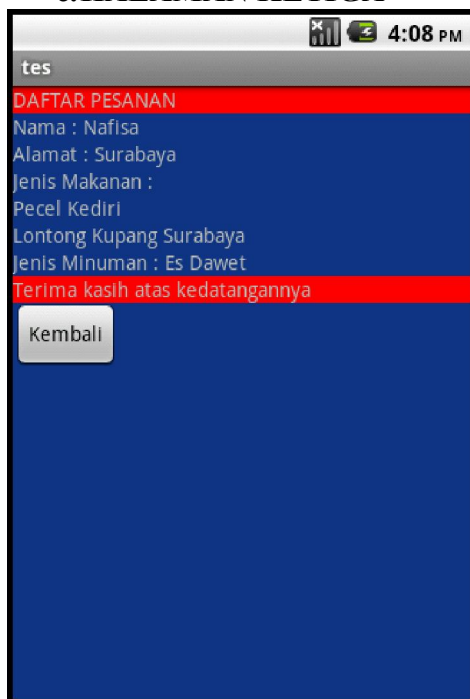 4:08 PM
tes
DAFTAR PESANAN
Nama : Nafisa
Alamat : Surabaya
Jenis Makanan :
Pecel Kediri
Lontong Kupang Surabaya
Jenis Minuman : Es Dawet
Terima kasih atas kedatangannya
Kembali